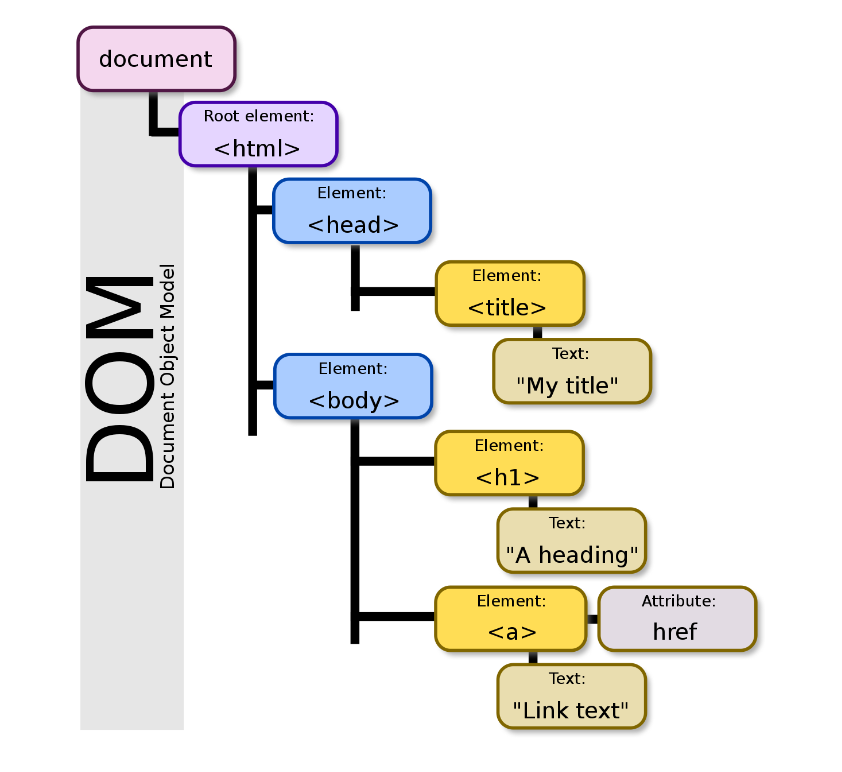 document
Root element:
<html>
Element:
<head>
Element:
<title>
Text:
"My title"
Element:
<body>
Element:
<h1>
Text:
"A heading"
Element:
<a>
Attribute:
href
Text:
"Link text"
DOM
Document Object Model